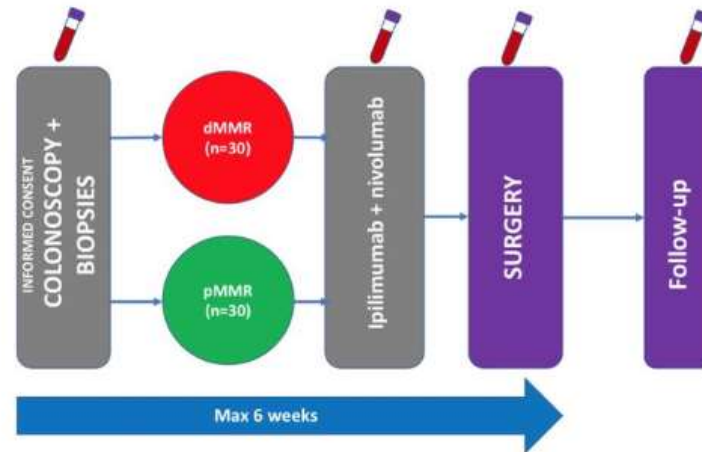 INFORMED CONSENT
COLONOSCOPY +
BIOPSIES
dMMR
(n=30)
pMMR
(n=30)
Ipilimumab + nivolumab
SURGERY
Follow-up
Max 6 weeks